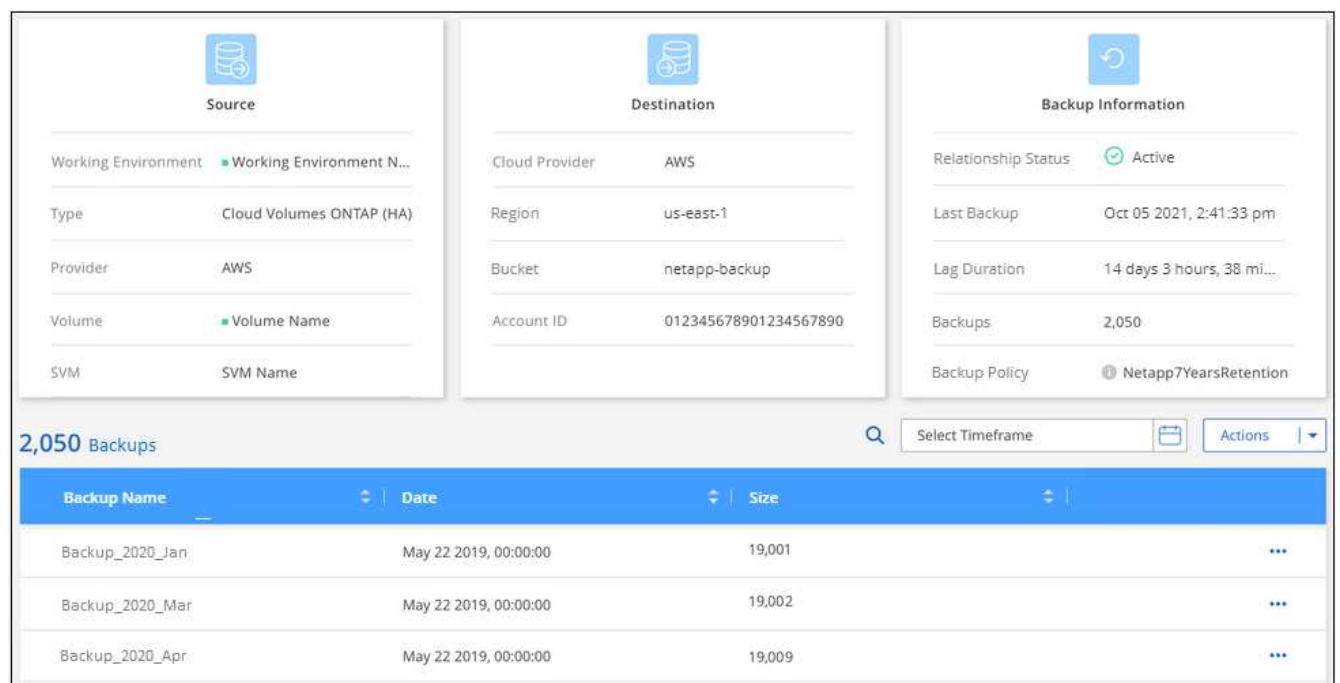 Source
Working Environment Working Environment N...
Type Cloud Volumes ONTAP (HA)
Provider AWS
Volume Volume Name
SVM SVM Name
Destination
Cloud Provider AWS
Region us-east-1
Bucket netapp-backup
Account ID 012345678901234567890
Backup Information
Relationship Status Active
Last Backup Oct 05 2021, 2:41:33 pm
Lag Duration 14 days 3 hours, 38 mi...
Backups 2,050
Backup Policy Netapp7YearsRetention
2,050 Backups
Select Timeframe
Actions
Backup Name Date Size
Backup_2020_Jan May 22 2019, 00:00:00 19,001
Backup_2020_Mar May 22 2019, 00:00:00 19,002
Backup_2020_Apr May 22 2019, 00:00:00 19,009